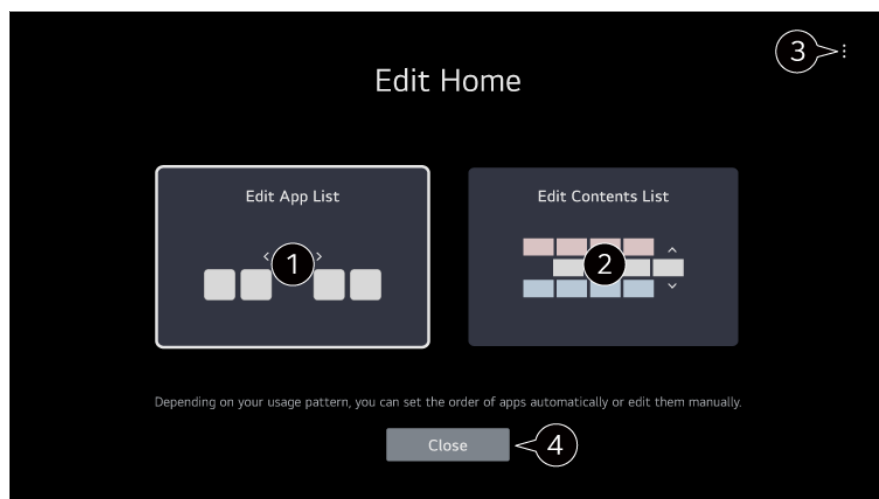 3
Edit Home
Edit App List
Edit Contents List
1
2
Depending on your usage pattern, you can set the order of apps automatically or edit them manually.
Close
4